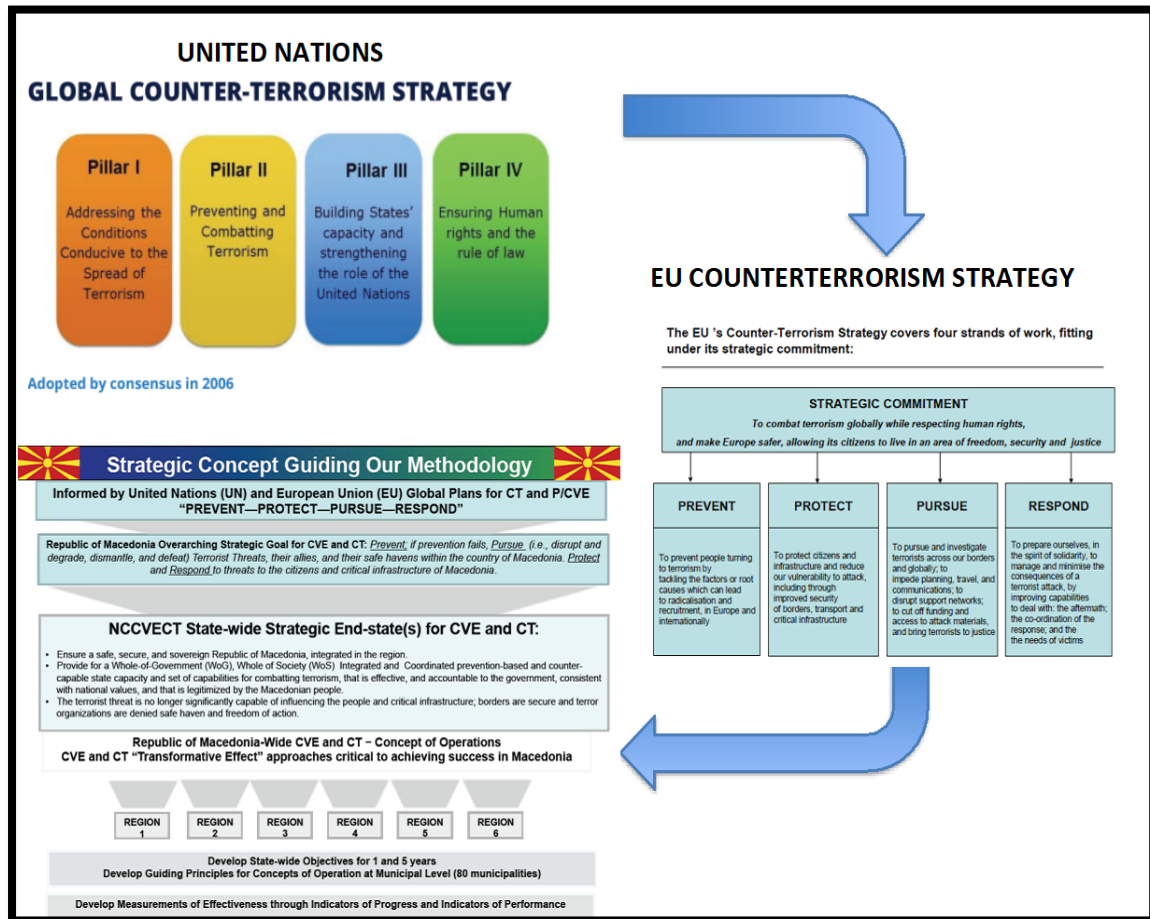 UNITED NATIONS
GLOBAL COUNTER-TERRORISM STRATEGY
Pillar I
Addressing the
Conditions
Conducive to the
Spread of
Terrorism
Pillar II
Preventing and
Combatting
Terrorism
Pillar III
Building States'
capacity and
strengthening
the role of the
United Nations
Pillar IV
Ensuring Human
rights and the
rule of law
Adopted by consensus in 2006
EU COUNTERTERRORISM STRATEGY
The EU 's Counter-Terrorism Strategy covers four strands of work, fitting
under its strategic commitment:
STRATEGIC COMMITMENT
To combat terrorism globally while respecting human rights,
and make Europe safer, allowing its citizens to live in an area of freedom, security and justice
PREVENT
To prevent people turning
to terrorism by
tackling the factors or root
causes which can lead
to radicalisation and
recruitment, in Europe and
internationally
PROTECT
To protect citizens and
infrastructure and reduce
our vulnerability to attack,
including through
improved security
of borders, transport and
critical infrastructure
PURSUE
To pursue and investigate
terrorists across our borders
and globally; to
impede planning, travel, and
communications; to
disrupt support networks;
to cut off funding and
access to attack materials,
and bring terrorists to justice
RESPOND
To prepare ourselves, in
the spirit of solidarity, to
manage and minimise the
consequences of a
terrorist attack, by
improving capabilities
to deal with: the aftermath;
the co-ordination of the
response; and the
the needs of victims
Strategic Concept Guiding Our Methodology
Informed by United Nations (UN) and European Union (EU) Global Plans for CT and P/CVE
“PREVENT—PROTECT—PURSUE—RESPOND”
Republic of Macedonia Overarching Strategic Goal for CVE and CT: Prevent; if prevention fails, Pursue (i.e., disrupt and
degrade, dismantle, and defeat) Terrorist Threats, their allies, and their safe havens within the country of Macedonia. Protect
and Respond to threats to the citizens and critical infrastructure of Macedonia.
NCCVECT State-wide Strategic End-state(s) for CVE and CT:
• Ensure a safe, secure, and sovereign Republic of Macedonia, integrated in the region.
• Provide for a Whole-of-Government (WoG), Whole of Society (WoS) Integrated and Coordinated prevention-based and counter-
capable state capacity and set of capabilities for combatting terrorism, that is effective, and accountable to the government, consistent
with national values, and that is legitimized by the Macedonian people.
• The terrorist threat is no longer significantly capable of influencing the people and critical infrastructure; borders are secure and terror
organizations are denied safe haven and freedom of action.
Republic of Macedonia-Wide CVE and CT – Concept of Operations
CVE and CT “Transformative Effect” approaches critical to achieving success in Macedonia
REGION
1
REGION
2
REGION
3
REGION
4
REGION
5
REGION
6
Develop State-wide Objectives for 1 and 5 years
Develop Guiding Principles for Concepts of Operation at Municipal Level (80 municipalities)
Develop Measurements of Effectiveness through Indicators of Progress and Indicators of Performance